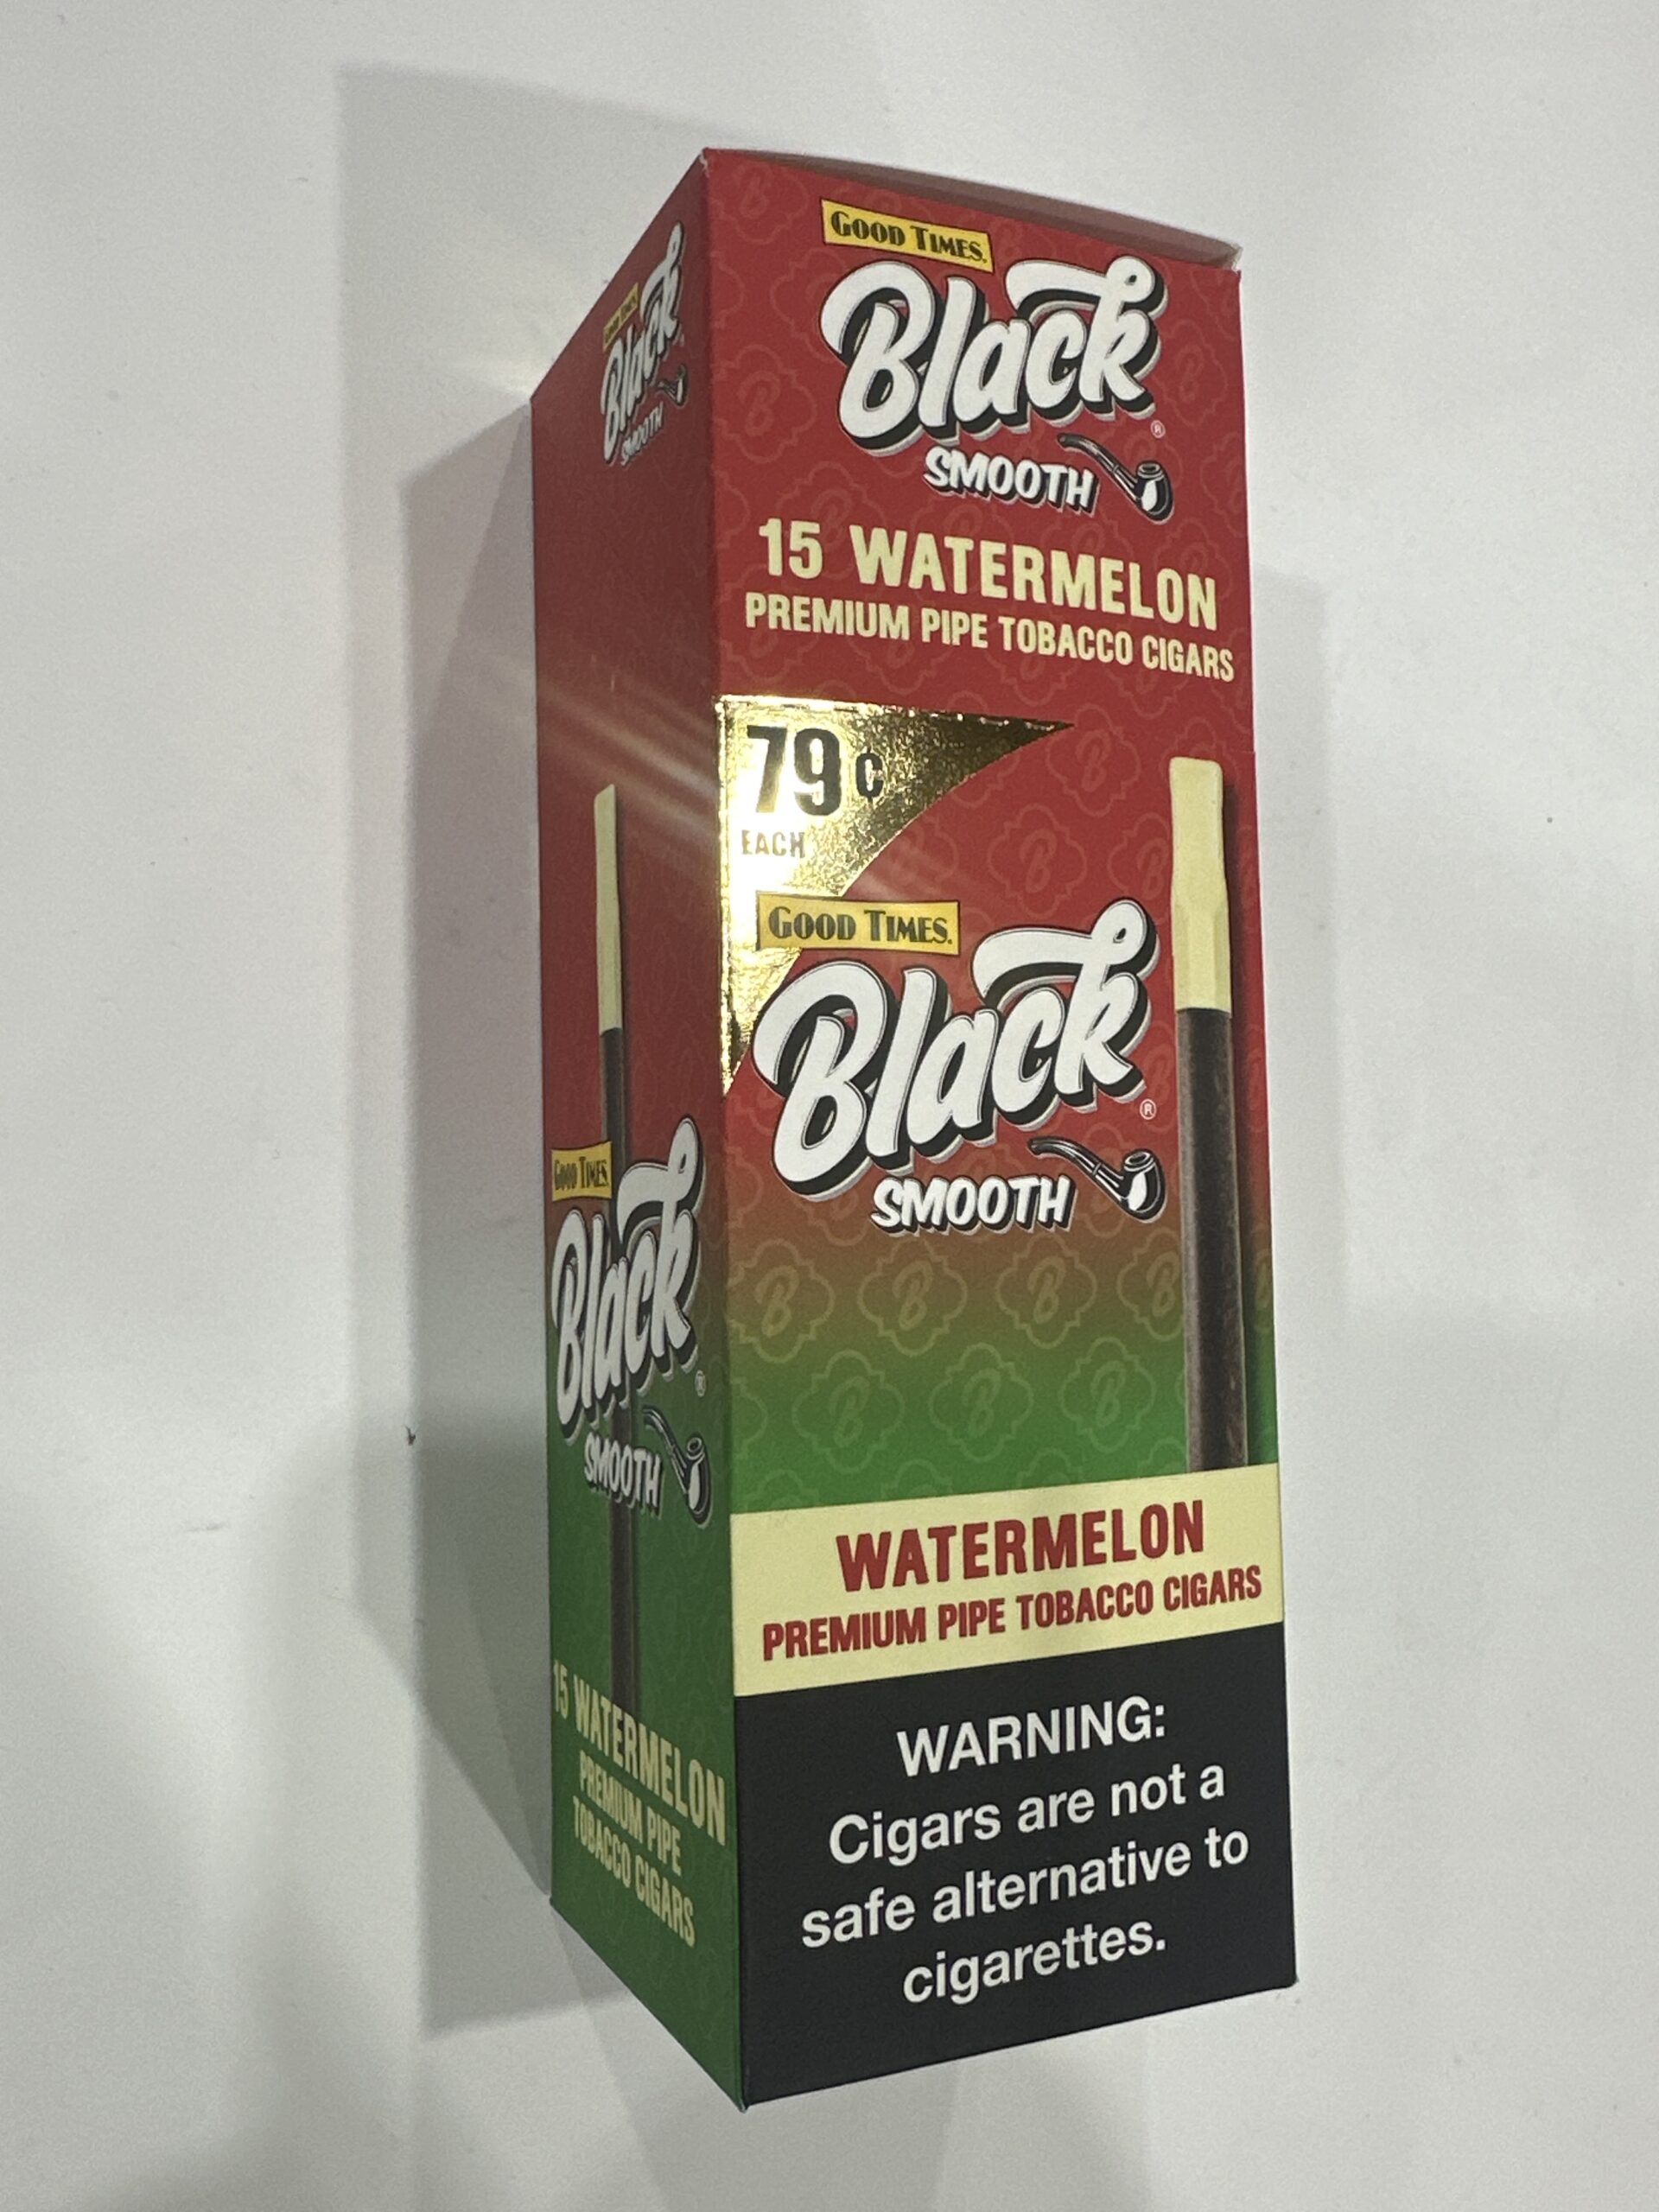 GOOD TIMES®
Black®
SMOOTH
15 WATERMELON
PREMIUM PIPE TOBACCO CIGARS
79¢
EACH
GOOD TIMES®
Black®
SMOOTH
WATERMELON
PREMIUM PIPE TOBACCO CIGARS
WARNING:
Cigars are not a
safe alternative to
cigarettes.
GOOD TIMES
Black
SMOOTH
GOOD TIMES
Black®
SMOOTH
15 WATERMELON
PREMIUM PIPE
TOBACCO CIGARS